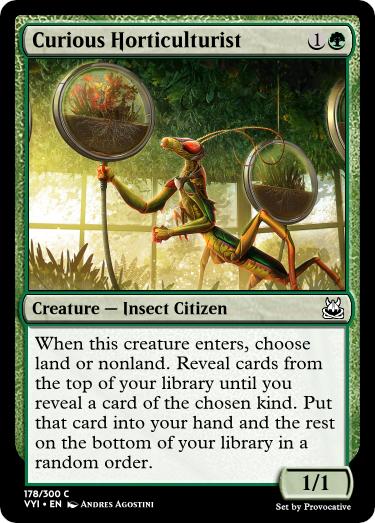 Curious Horticulturist 1
Creature — Insect Citizen
When this creature enters, choose
land or nonland. Reveal cards from
the top of your library until you
reveal a card of the chosen kind. Put
that card into your hand and the rest
on the bottom of your library in a
random order.
1/1
178/300 C
VYI • EN Andres Agostini
Set by Provocative